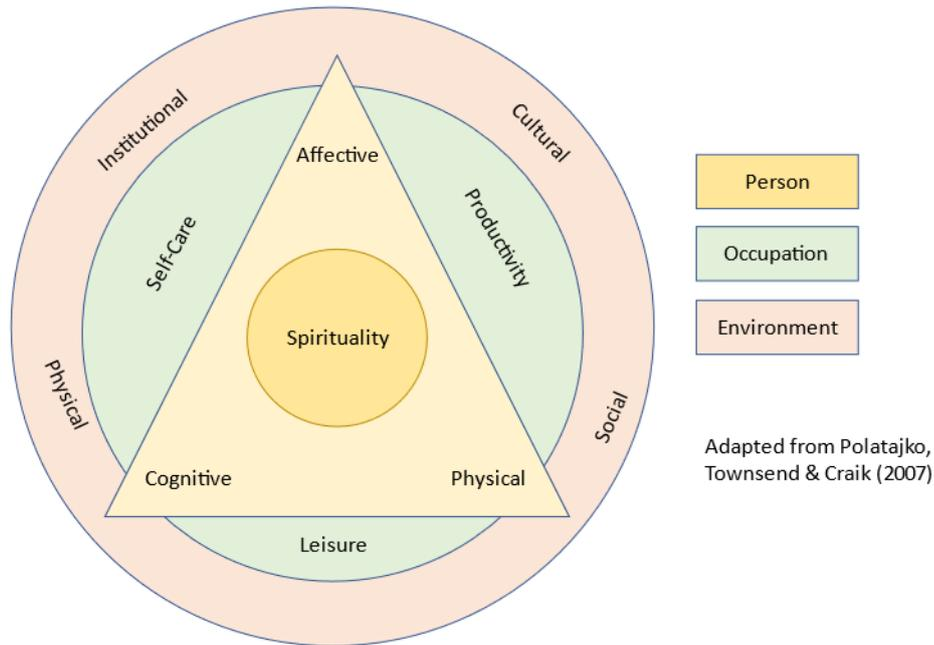 Institutional
Cultural
Affective
Self-Care
Productivity
Spirituality
Physical
Social
Cognitive
Physical
Leisure
Person
Occupation
Environment
Adapted from Polatajko,
Townsend & Craik (2007)